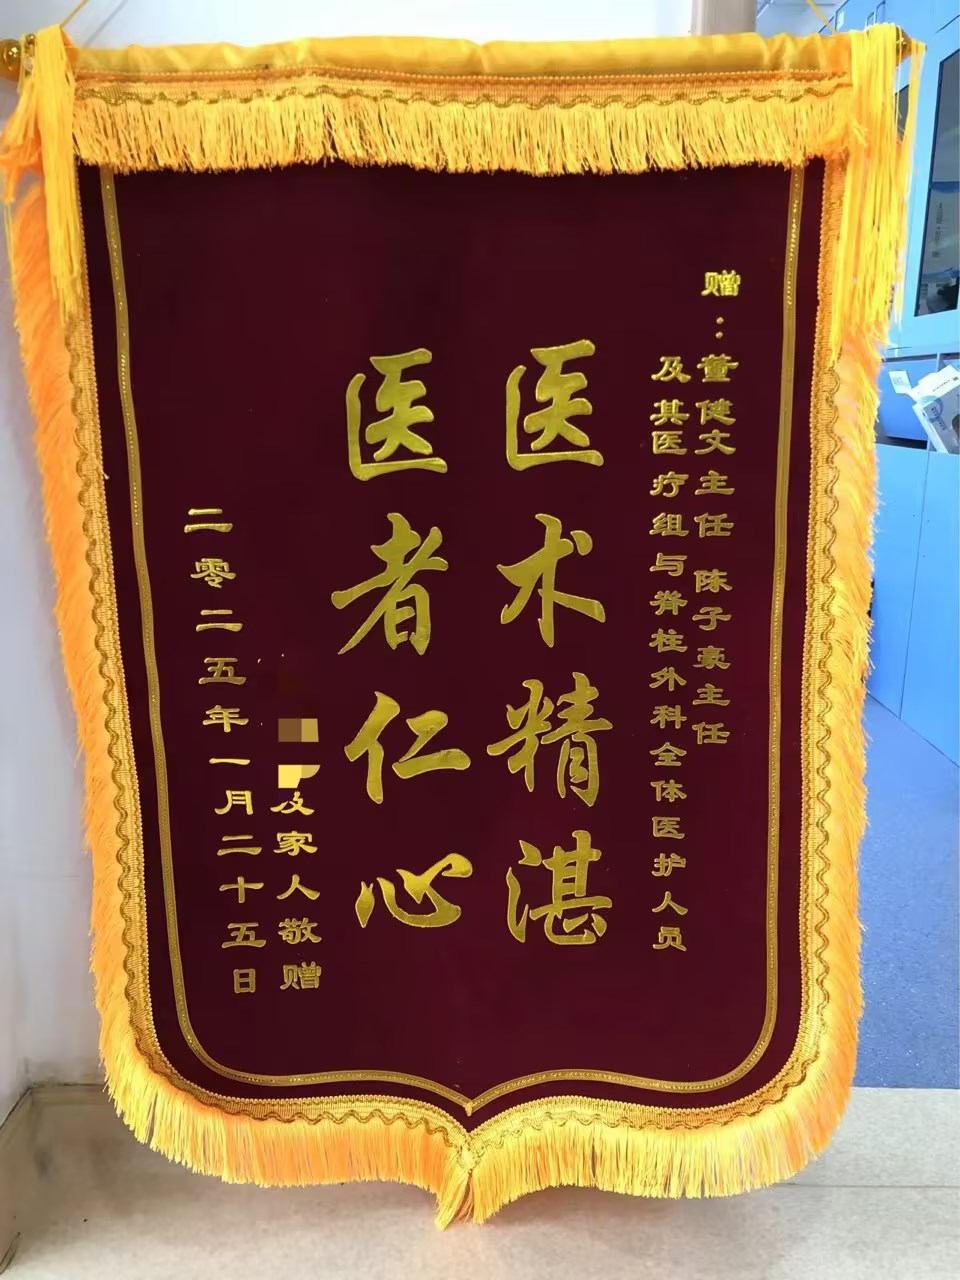 赠：董健文主任 陈子豪主任
及其医疗组与脊柱外科全体医护人员
医术精湛
医者仁心
及家人敬赠
二零二五年一月二十五日